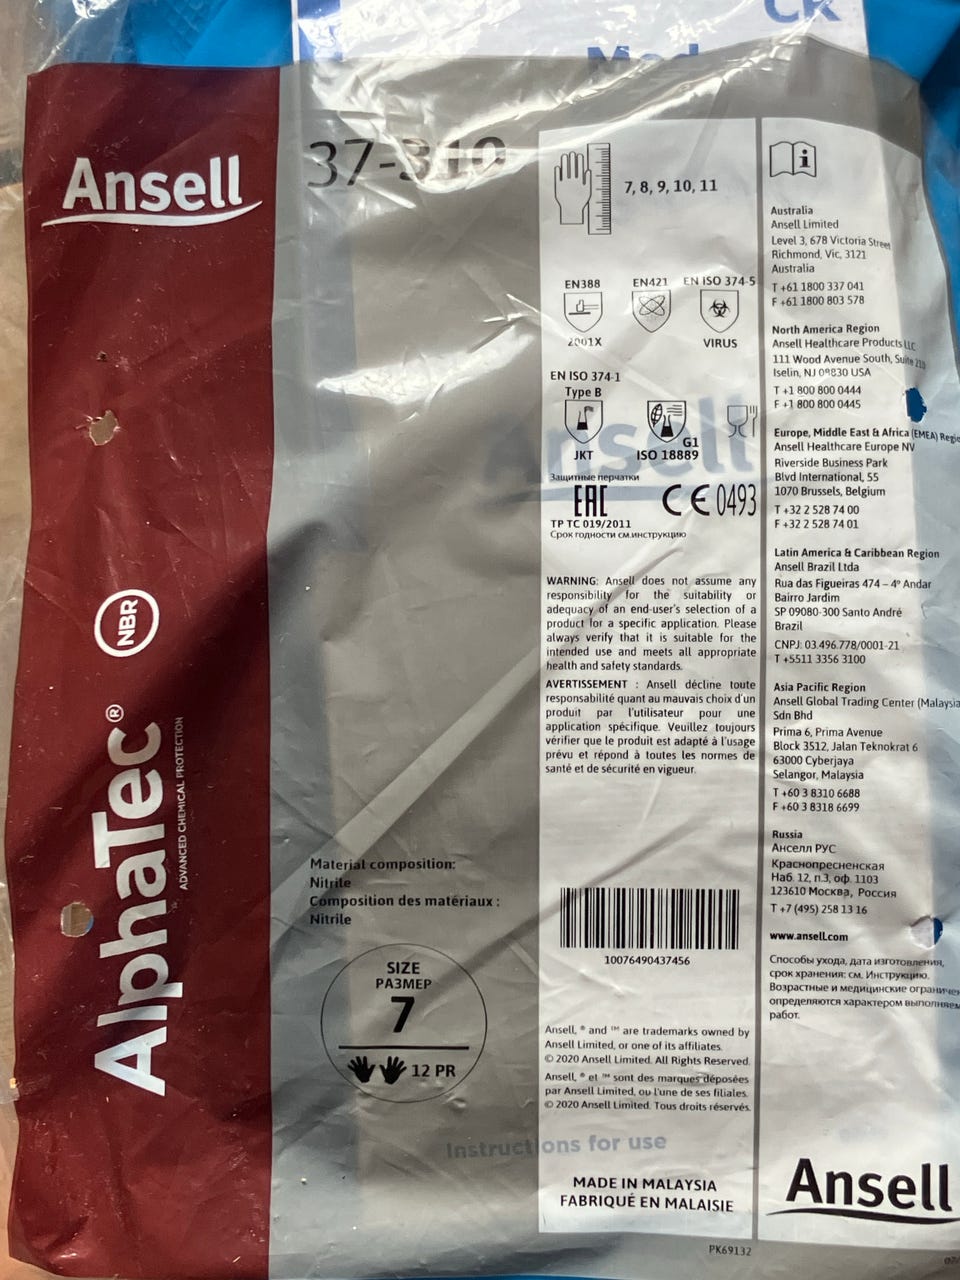 CR
Med
Ansell
NBR
AlphaTec®
ADVANCED CHEMICAL PROTECTION
37-310
Material composition:
Nitrile
Composition des matériaux :
Nitrile
SIZE
РАЗМЕР
7
12 PR
7, 8, 9, 10, 11
EN388
EN421
EN ISO 374-5
2001X
VIRUS
EN ISO 374-1
Type B
JKT
G1
ISO 18889
Ansell
Защитные перчатки
EAC
CE 0493
ТР ТС 019/2011
Срок годности см.инструкцию
WARNING: Ansell does not assume any
responsibility for the suitability or
adequacy of an end-user's selection of a
product for a specific application. Please
always verify that it is suitable for the
intended use and meets all appropriate
health and safety standards.
AVERTISSEMENT : Ansell décline toute
responsabilité quant au mauvais choix d'un
produit par l'utilisateur pour une
application spécifique. Veuillez toujours
vérifier que le produit est adapté à l'usage
prévu et répond à toutes les normes de
santé et de sécurité en vigueur.
10076490437456
Ansell, ® and ™ are trademarks owned by
Ansell Limited, or one of its affiliates.
© 2020 Ansell Limited. All Rights Reserved.
Ansell, ® et ™ sont des marques déposées
par Ansell Limited, ou l'une de ses filiales.
© 2020 Ansell Limited. Tous droits réservés.
Instructions for use
MADE IN MALAYSIA
FABRIQUÉ EN MALAISIE
PK69132
i
Australia
Ansell Limited
Level 3, 678 Victoria Street
Richmond, Vic, 3121
Australia
T +61 1800 337 041
F +61 1800 803 578
North America Region
Ansell Healthcare Products LLC
111 Wood Avenue South, Suite 210
Iselin, NJ 08830 USA
T +1 800 800 0444
F +1 800 800 0445
Europe, Middle East & Africa (EMEA) Regio
Ansell Healthcare Europe NV
Riverside Business Park
Blvd International, 55
1070 Brussels, Belgium
T +32 2 528 74 00
F +32 2 528 74 01
Latin America & Caribbean Region
Ansell Brazil Ltda
Rua das Figueiras 474 – 4º Andar
Bairro Jardim
SP 09080-300 Santo André
Brazil
CNPJ: 03.496.778/0001-21
T +5511 3356 3100
Asia Pacific Region
Ansell Global Trading Center (Malaysia
Sdn Bhd
Prima 6, Prima Avenue
Block 3512, Jalan Teknokrat 6
63000 Cyberjaya
Selangor, Malaysia
T +60 3 8310 6688
F +60 3 8318 6699
Russia
Анселл РУС
Краснопресненская
Наб. 12, п.3, оф. 1103
123610 Москва, Россия
T +7 (495) 258 13 16
www.ansell.com
Способы ухода, дата изготовления,
срок хранения: см. Инструкцию.
Возрастные и медицинские ограничен
определяются характером выполняем
работ.
Ansell